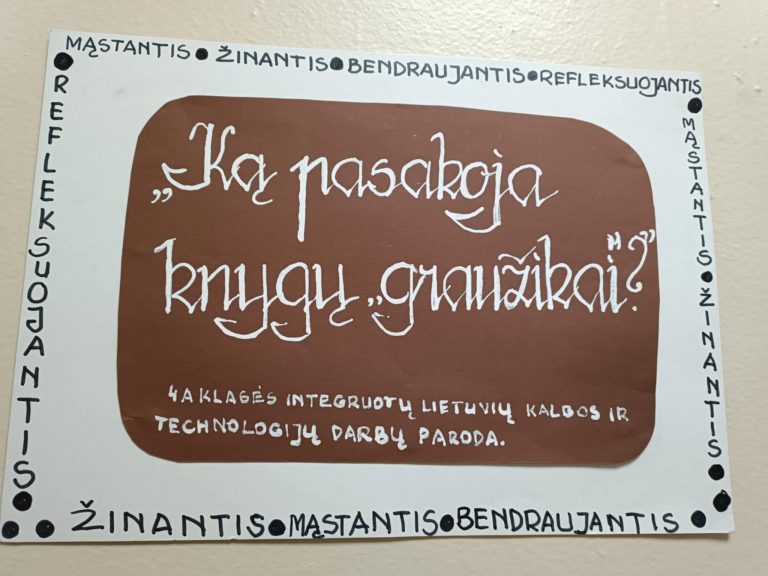 MĄSTANTIS ● ŽINANTIS ● BENDRAUJANTIS ● REFLEKSUOJANTIS
REFLEKSUOJANTIS
„Ką pasakoja
knygų „graužikai"?"
4A KLASĖS INTEGRUOTŲ LIETUVIŲ KALBOS IR
TECHNOLOGIJŲ DARBŲ PARODA.
MĄSTANTIS ● ŽINANTIS
ŽINANTIS ● MĄSTANTIS ● BENDRAUJANTIS